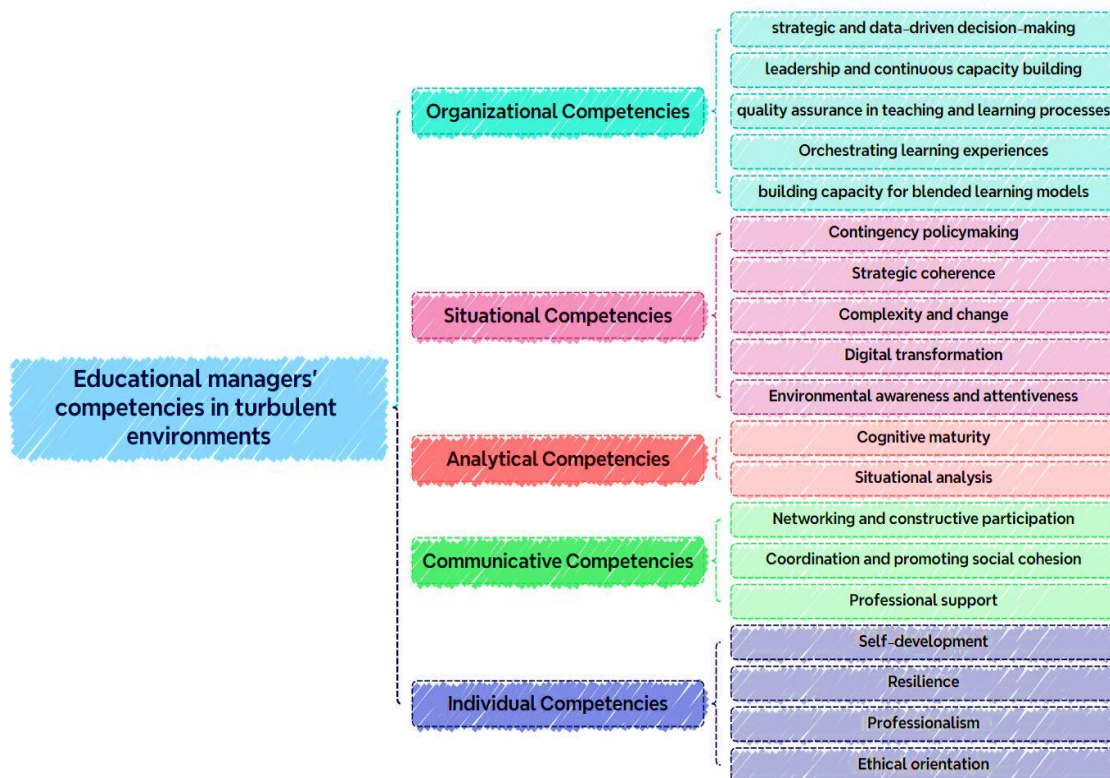 Educational managers'
competencies in turbulent
environments
Organizational Competencies
strategic and data-driven decision-making
leadership and continuous capacity building
quality assurance in teaching and learning processes
Orchestrating learning experiences
building capacity for blended learning models
Situational Competencies
Contingency policymaking
Strategic coherence
Complexity and change
Digital transformation
Environmental awareness and attentiveness
Analytical Competencies
Cognitive maturity
Situational analysis
Communicative Competencies
Networking and constructive participation
Coordination and promoting social cohesion
Professional support
Individual Competencies
Self-development
Resilience
Professionalism
Ethical orientation